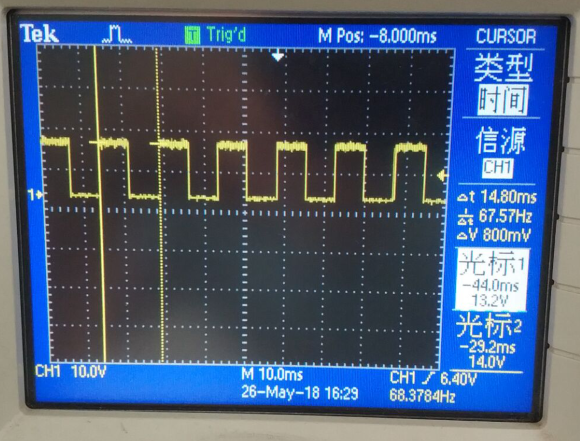 Tek
T Trig'd
M Pos: -8.000ms
CURSOR
类型
时间
信源
CH1
1
△t 14.80ms
1/△t 67.57Hz
△V 800mV
光标1
-44.0ms
13.2V
光标2
-29.2ms
14.0V
CH1 10.0V
M 10.0ms
CH1 ∕ 6.40V
26-May-18 16:29
68.3784Hz